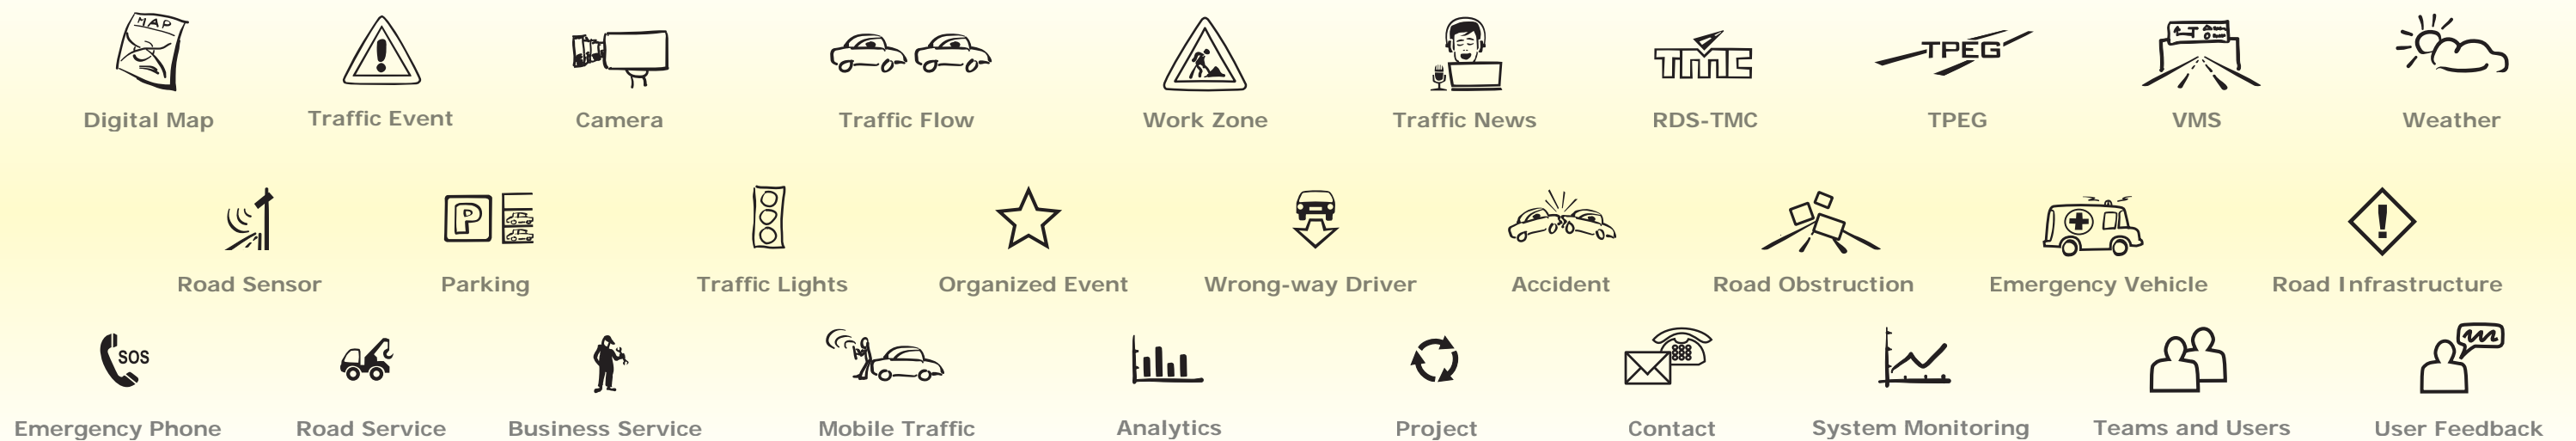 MAP
TMC
TPEG
Digital Map
Traffic Event
Camera
Traffic Flow
Work Zone
Traffic News
RDS-TMC
TPEG
VMS
Weather
P
Road Sensor
Parking
Traffic Lights
Organized Event
Wrong-way Driver
Accident
Road Obstruction
Emergency Vehicle
Road Infrastructure
SOS
Emergency Phone
Road Service
Business Service
Mobile Traffic
Analytics
Project
Contact
System Monitoring
Teams and Users
User Feedback